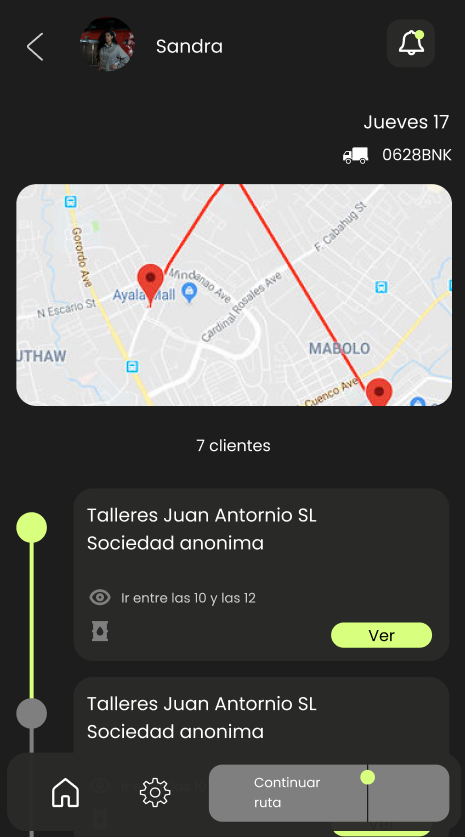 Sandra
Jueves 17
0628BNK
Gorordo Ave
Mindanao Ave
Ayala Mall
N Escario St
Cardinal Rosales Ave
F. Cabahug St
UTHAW
MABOLO
Cuenco Ave
7 clientes
Talleres Juan Antornio SL
Sociedad anonima
Ir entre las 10 y las 12
Ver
Talleres Juan Antornio SL
Sociedad anonima
Continuar
ruta